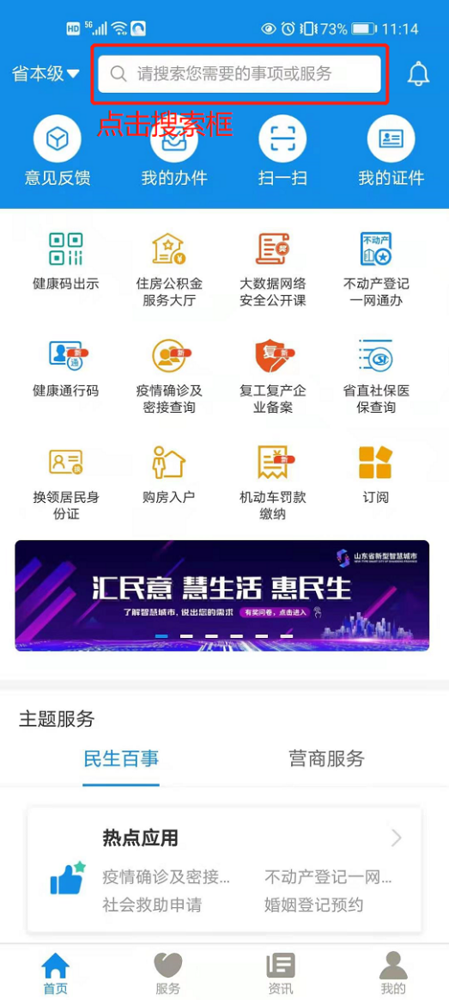 HD 5G 73% 11:14
省本级 请搜索您需要的事项或服务
点击搜索框
意见反馈 我的办件 扫一扫 我的证件
健康码出示 住房公积金服务大厅 大数据网络安全公开课 不动产 不动产登记一网通办
健康通行码 新 通 疫情确诊及密接查询 新 复工复产企业备案 复 新 省直社保医保查询
换领居民身份证 换 购房入户 机动车罚款缴纳 新 订阅
山东省新型智慧城市
汇民意 慧生活 惠民生
了解智慧城市,说出您的需求 有奖问卷,点击进入
主题服务
民生百事 营商服务
热点应用
疫情确诊及密接... 不动产登记一网...
社会救助申请 婚姻登记预约
首页 服务 资讯 我的